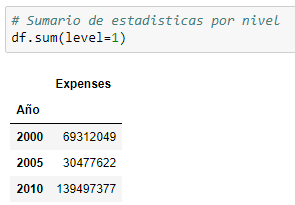 # Sumario de estadisticas por nivel
df.sum(level=1)
Expenses
Año
2000 69312049
2005 30477622
2010 139497377